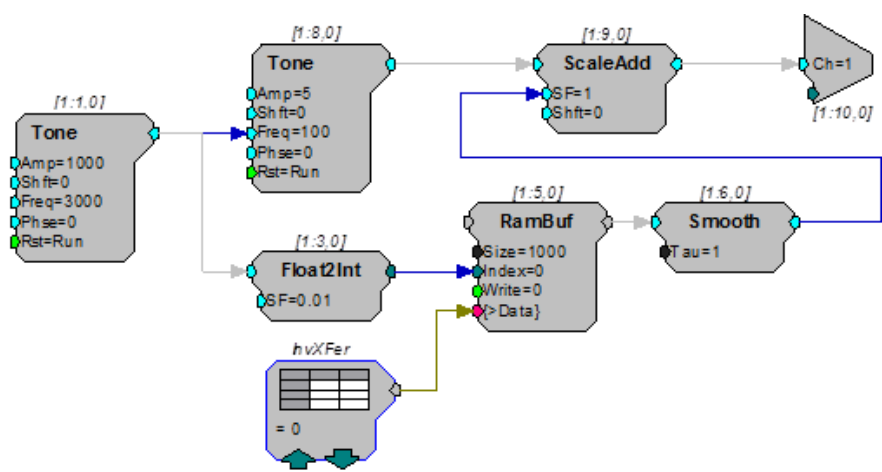 [1:1,0]
Tone
Amp=1000
Shft=0
Freq=3000
Phse=0
Rst=Run
[1:8,0]
Tone
Amp=5
Shft=0
Freq=100
Phse=0
Rst=Run
[1:9,0]
ScaleAdd
SF=1
Shft=0
Ch=1
[1:10,0]
[1:3,0]
Float2Int
SF=0.01
[1:5,0]
RamBuf
Size=1000
Index=0
Write=0
{>Data}
[1:6,0]
Smooth
Tau=1
hvXFer
= 0